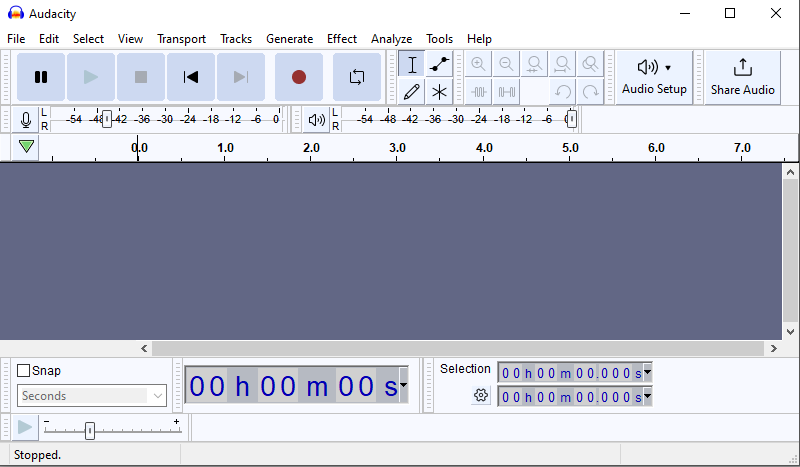 Audacity
File Edit Select View Transport Tracks Generate Effect Analyze Tools Help
Audio Setup
Share Audio
L
R
-54 -48 -42 -36 -30 -24 -18 -12 -6 0
L
R
-54 -48 -42 -36 -30 -24 -18 -12 -6 0
0.0 1.0 2.0 3.0 4.0 5.0 6.0 7.0
Snap
Seconds
00 h 00 m 00 s
Selection
00 h 00 m 00.000 s
00 h 00 m 00.000 s
- +
Stopped.